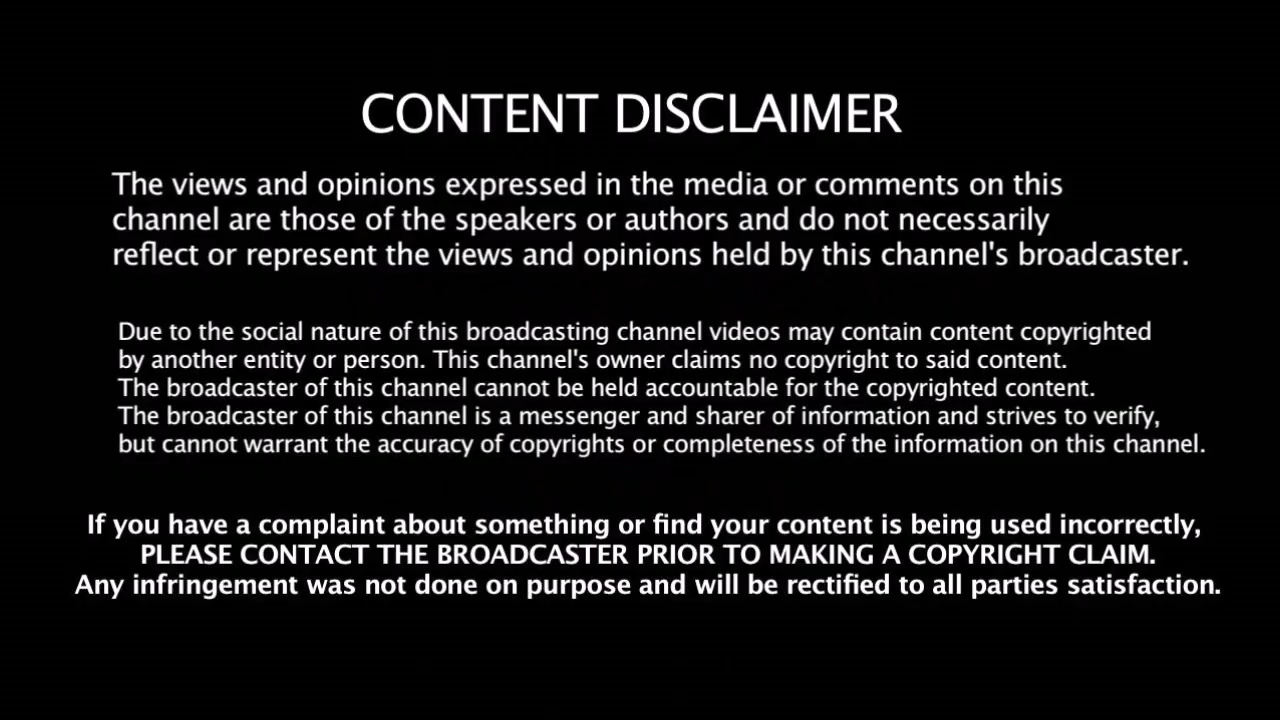 CONTENT DISCLAIMER
The views and opinions expressed in the media or comments on this
channel are those of the speakers or authors and do not necessarily
reflect or represent the views and opinions held by this channel's broadcaster.
Due to the social nature of this broadcasting channel videos may contain content copyrighted
by another entity or person. This channel's owner claims no copyright to said content.
The broadcaster of this channel cannot be held accountable for the copyrighted content.
The broadcaster of this channel is a messenger and sharer of information and strives to verify,
but cannot warrant the accuracy of copyrights or completeness of the information on this channel.
If you have a complaint about something or find your content is being used incorrectly,
PLEASE CONTACT THE BROADCASTER PRIOR TO MAKING A COPYRIGHT CLAIM.
Any infringement was not done on purpose and will be rectified to all parties satisfaction.